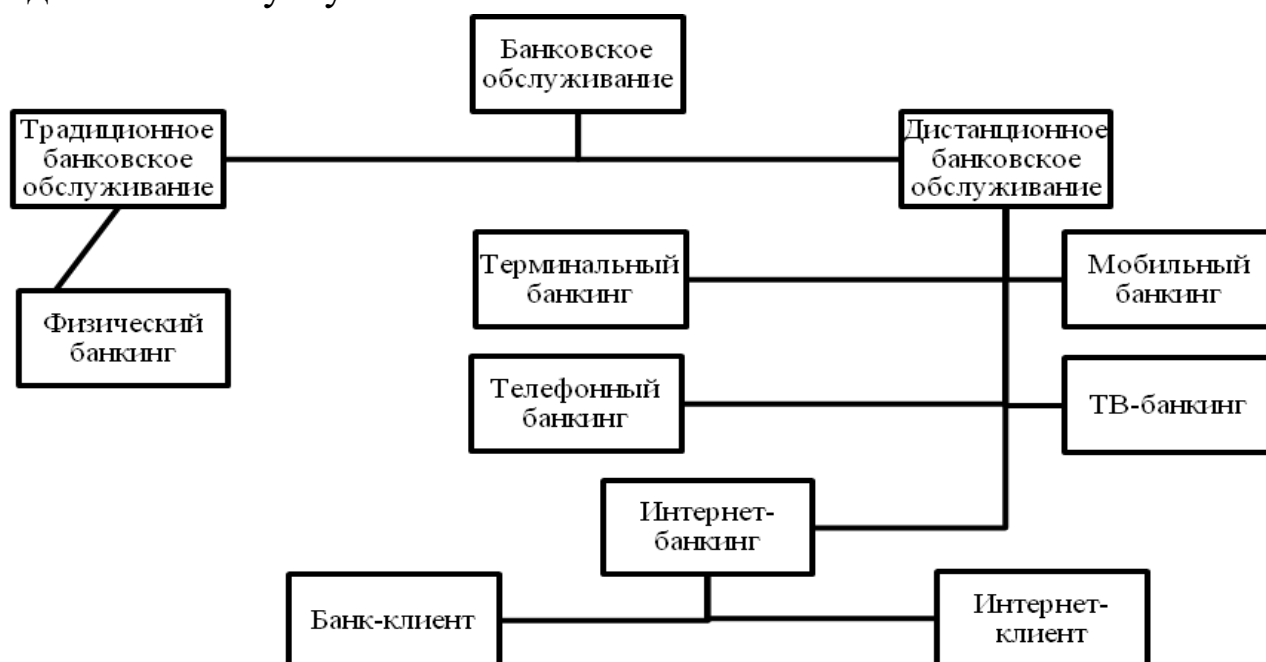 Банковское
обслуживание
Традиционное
банковское
обслуживание
Дистанционное
банковское
обслуживание
Терминальный
банкинг
Мобильный
банкинг
Физический
банкинг
Телефонный
банкинг
ТВ-банкинг
Интернет-
банкинг
Банк-клиент
Интернет-
клиент